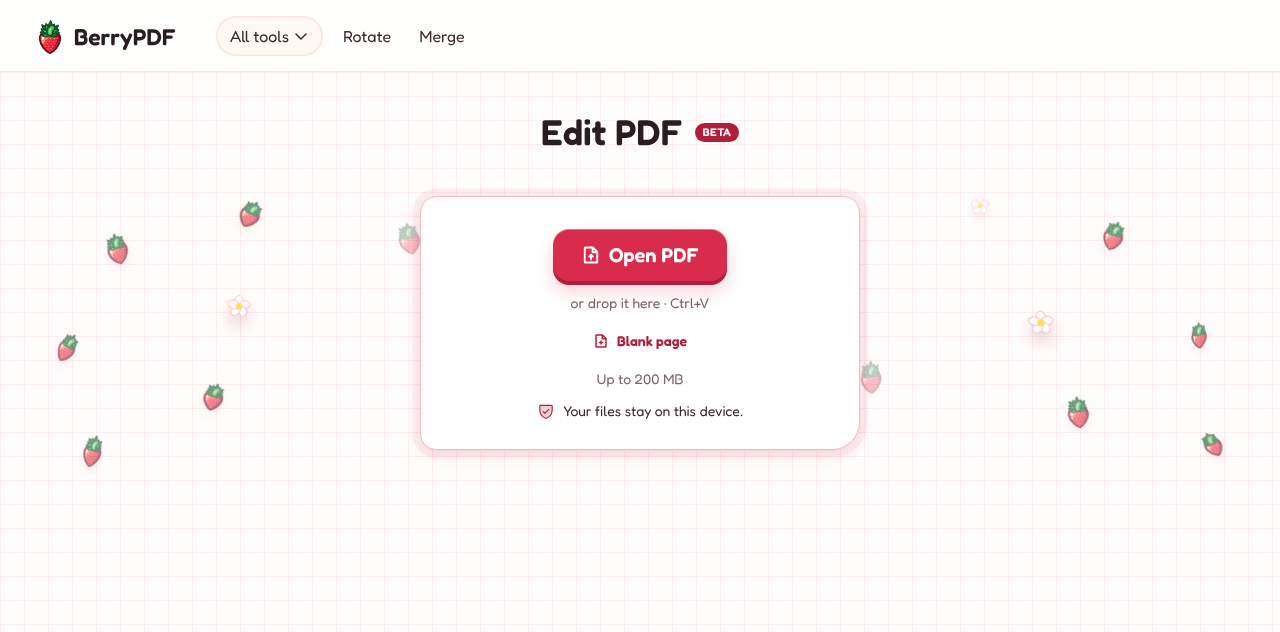 BerryPDF
All tools
Rotate
Merge
Edit PDF BETA
Open PDF
or drop it here · Ctrl+V
Blank page
Up to 200 MB
Your files stay on this device.